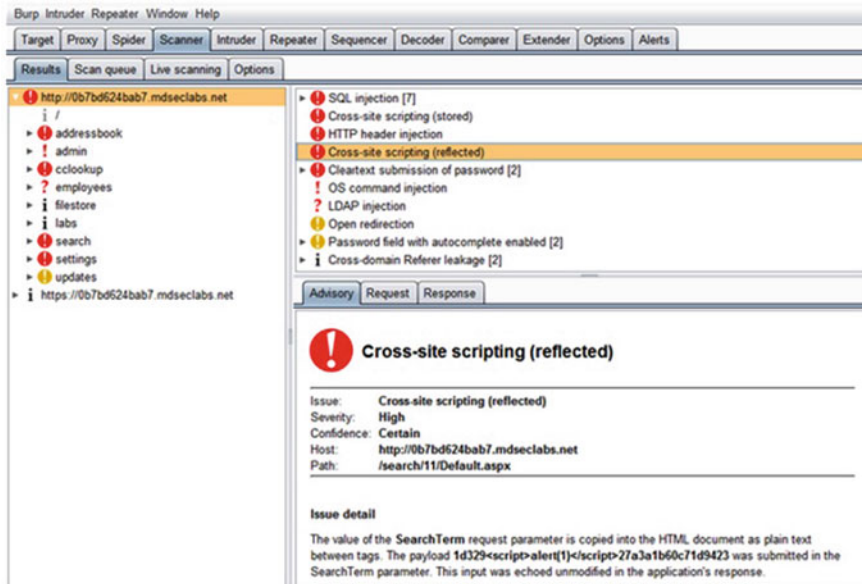 Burp Intruder Repeater Window Help
Target Proxy Spider Scanner Intruder Repeater Sequencer Decoder Comparer Extender Options Alerts
Results Scan queue Live scanning Options
http://0b7bd624bab7.mdseclabs.net
/
addressbook
admin
cclookup
employees
filestore
labs
search
settings
updates
https://0b7bd624bab7.mdseclabs.net
SQL injection [7]
Cross-site scripting (stored)
HTTP header injection
Cross-site scripting (reflected)
Cleartext submission of password [2]
OS command injection
LDAP injection
Open redirection
Password field with autocomplete enabled [2]
Cross-domain Referer leakage [2]
Advisory Request Response
Cross-site scripting (reflected)
Issue: Cross-site scripting (reflected)
Severity: High
Confidence: Certain
Host: http://0b7bd624bab7.mdseclabs.net
Path: /search/11/Default.aspx
Issue detail
The value of the SearchTerm request parameter is copied into the HTML document as plain text
between tags. The payload 1d329<script>alert(1)</script>27a3a1b60c71d9423 was submitted in the
SearchTerm parameter. This input was echoed unmodified in the application's response.